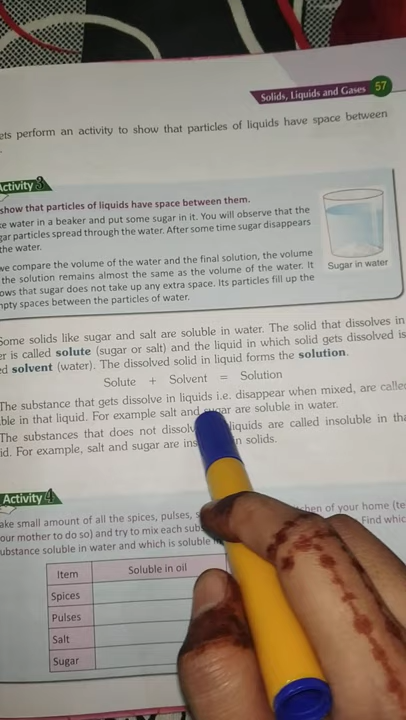 Solids, Liquids and Gases 57
ets perform an activity to show that particles of liquids have space between
Activity 3
show that particles of liquids have space between them.
ke water in a beaker and put some sugar in it. You will observe that the
gar particles spread through the water. After some time sugar disappears
the water.
we compare the volume of the water and the final solution, the volume
the solution remains almost the same as the volume of the water. It
ows that sugar does not take up any extra space. Its particles fill up the
mpty spaces between the particles of water.
Sugar in water
Some solids like sugar and salt are soluble in water. The solid that dissolves in
er is called solute (sugar or salt) and the liquid in which solid gets dissolved is
ed solvent (water). The dissolved solid in liquid forms the solution.
Solute + Solvent = Solution
The substance that gets dissolve in liquids i.e. disappear when mixed, are called
ble in that liquid. For example salt and sugar are soluble in water.
The substances that does not dissolv liquids are called insoluble in tha
id. For example, salt and sugar are ins in solids.
Activity 4
ake small amount of all the spices, pulses, s chen of your home (te
our mother to do so) and try to mix each sub Find whic
ubstance soluble in water and which is soluble
Item Soluble in oil
Spices
Pulses
Salt
Sugar